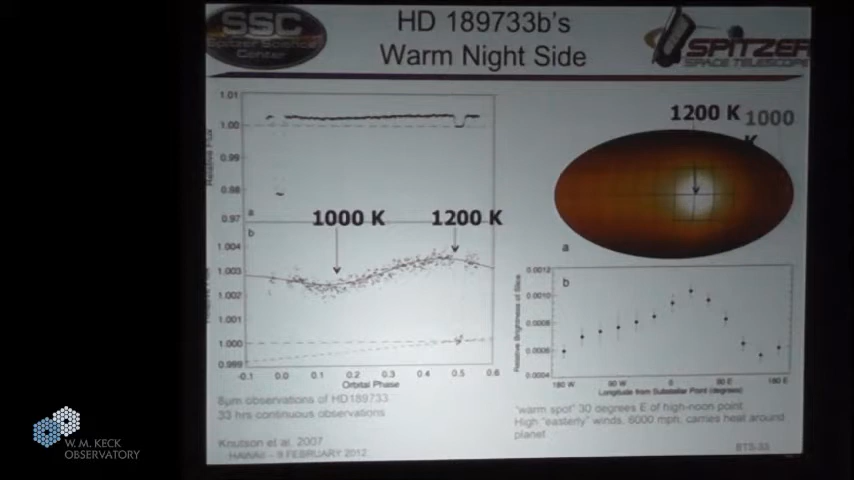 SSC
Spitzer Science
Center
HD 189733b's
Warm Night Side
SPITZER
SPACE TELESCOPE
1.01
1.00
0.99
0.98
0.97
a
1000 K
1200 K
b
1.004
1.003
1.002
1.001
1.000
0.999
-0.1 0.0 0.1 0.2 0.3 0.4 0.5 0.6
Orbital Phase
8µm observations of HD189733
33 hrs continuous observations
Knutson et al. 2007
HAWAII – 9 FEBRUARY 2012
1200 K 1000
K
a
b
Relative Brightness of Slice
0.0012
0.0010
0.0008
0.0006
0.0004
180 W 90 W 0 90 E 180 E
Longitude from Substellar Point (degrees)
"warm spot" 30 degrees E of high-noon point
High "easterly" winds, 6000 mph, carries heat around
planet
BTS-33
W. M. KECK
OBSERVATORY